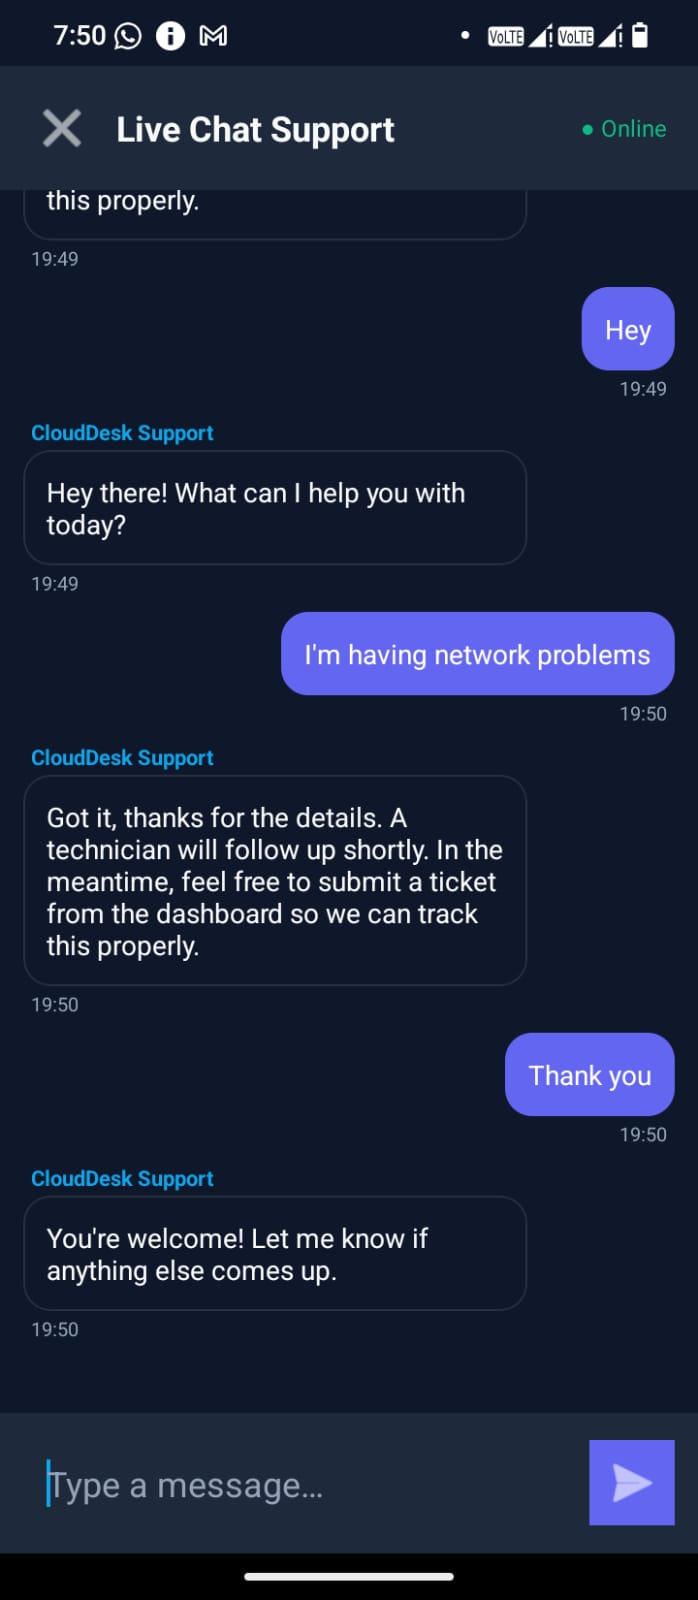 7:50
VoLTE VoLTE
Live Chat Support
Online
this properly.
19:49
Hey
19:49
CloudDesk Support
Hey there! What can I help you with
today?
19:49
I'm having network problems
19:50
CloudDesk Support
Got it, thanks for the details. A
technician will follow up shortly. In the
meantime, feel free to submit a ticket
from the dashboard so we can track
this properly.
19:50
Thank you
19:50
CloudDesk Support
You're welcome! Let me know if
anything else comes up.
19:50
Type a message...